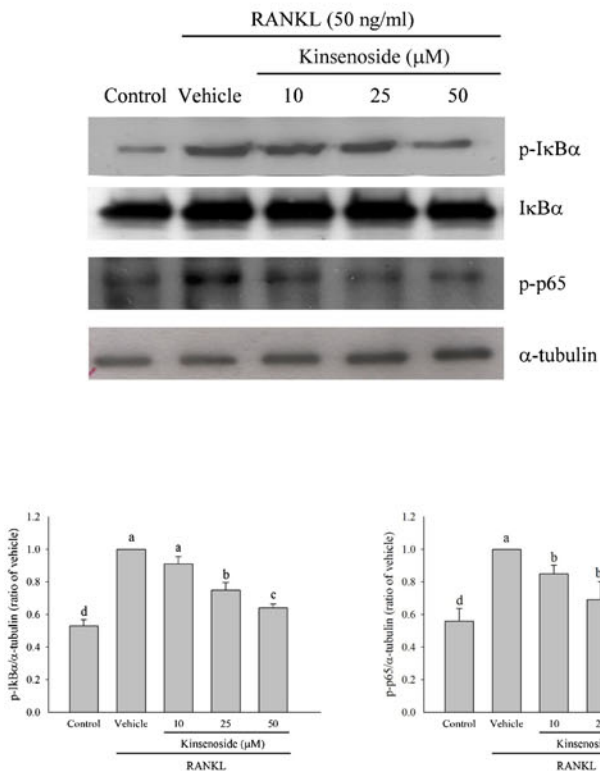 RANKL (50 ng/ml)
Kinsenoside (μM)
Control Vehicle 10 25 50
p-IκBα
IκBα
p-p65
α-tubulin
p-IkBα/α-tubulin (ratio of vehicle)
1.2
1.0
0.8
0.6
0.4
0.2
0.0
d
a
a
b
c
Control Vehicle 10 25 50
Kinsenoside (μM)
RANKL
p-p65/α-tubulin (ratio of vehicle)
1.2
1.0
0.8
0.6
0.4
0.2
0.0
d
a
b
Control Vehicle 10
RANKL